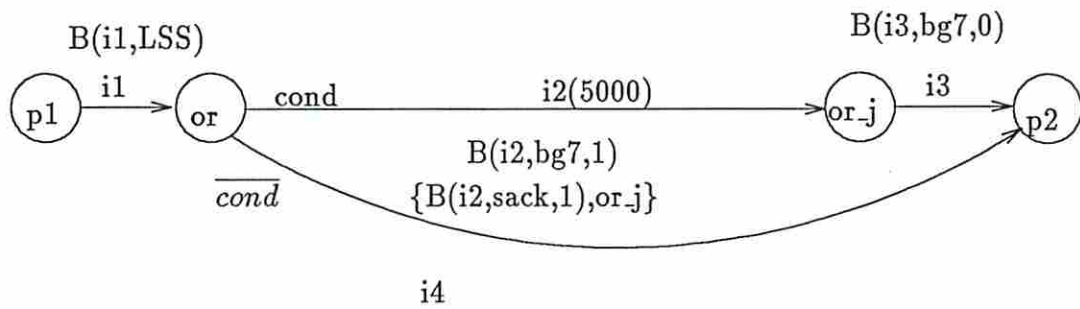 B(i1,LSS)
B(i3,bg7,0)
i1
cond
i2(5000)
i3
p1
or
or_j
p2
B(i2,bg7,1)
cond
{B(i2,sack,1),or_j}
i4